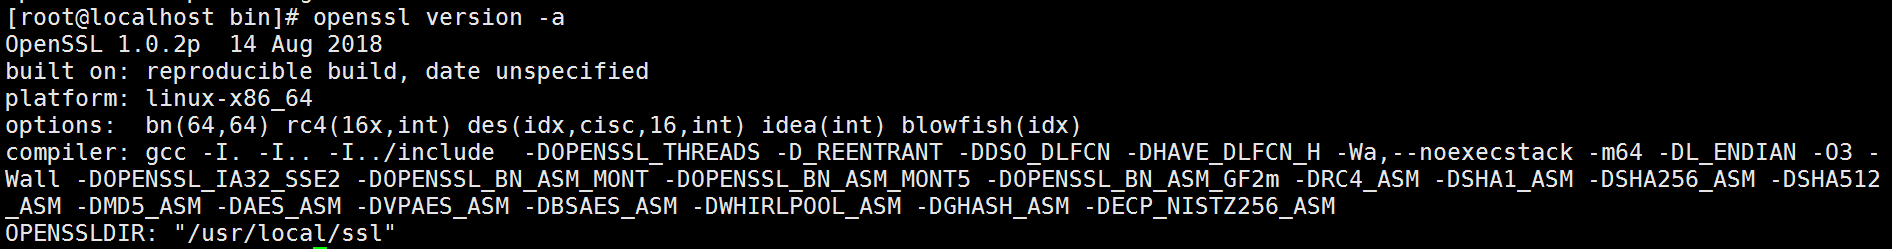 [root@localhost bin]# openssl version -a
OpenSSL 1.0.2p  14 Aug 2018
built on: reproducible build, date unspecified
platform: linux-x86_64
options:  bn(64,64) rc4(16x,int) des(idx,cisc,16,int) idea(int) blowfish(idx)
compiler: gcc -I. -I.. -I../include  -DOPENSSL_THREADS -D_REENTRANT -DDSO_DLFCN -DHAVE_DLFCN_H -Wa,--noexecstack -m64 -DL_ENDIAN -O3 -
Wall -DOPENSSL_IA32_SSE2 -DOPENSSL_BN_ASM_MONT -DOPENSSL_BN_ASM_MONT5 -DOPENSSL_BN_ASM_GF2m -DRC4_ASM -DSHA1_ASM -DSHA256_ASM -DSHA512
_ASM -DMD5_ASM -DAES_ASM -DVPAES_ASM -DBSAES_ASM -DWHIRLPOOL_ASM -DGHASH_ASM -DECP_NISTZ256_ASM
OPENSSLDIR: "/usr/local/ssl"